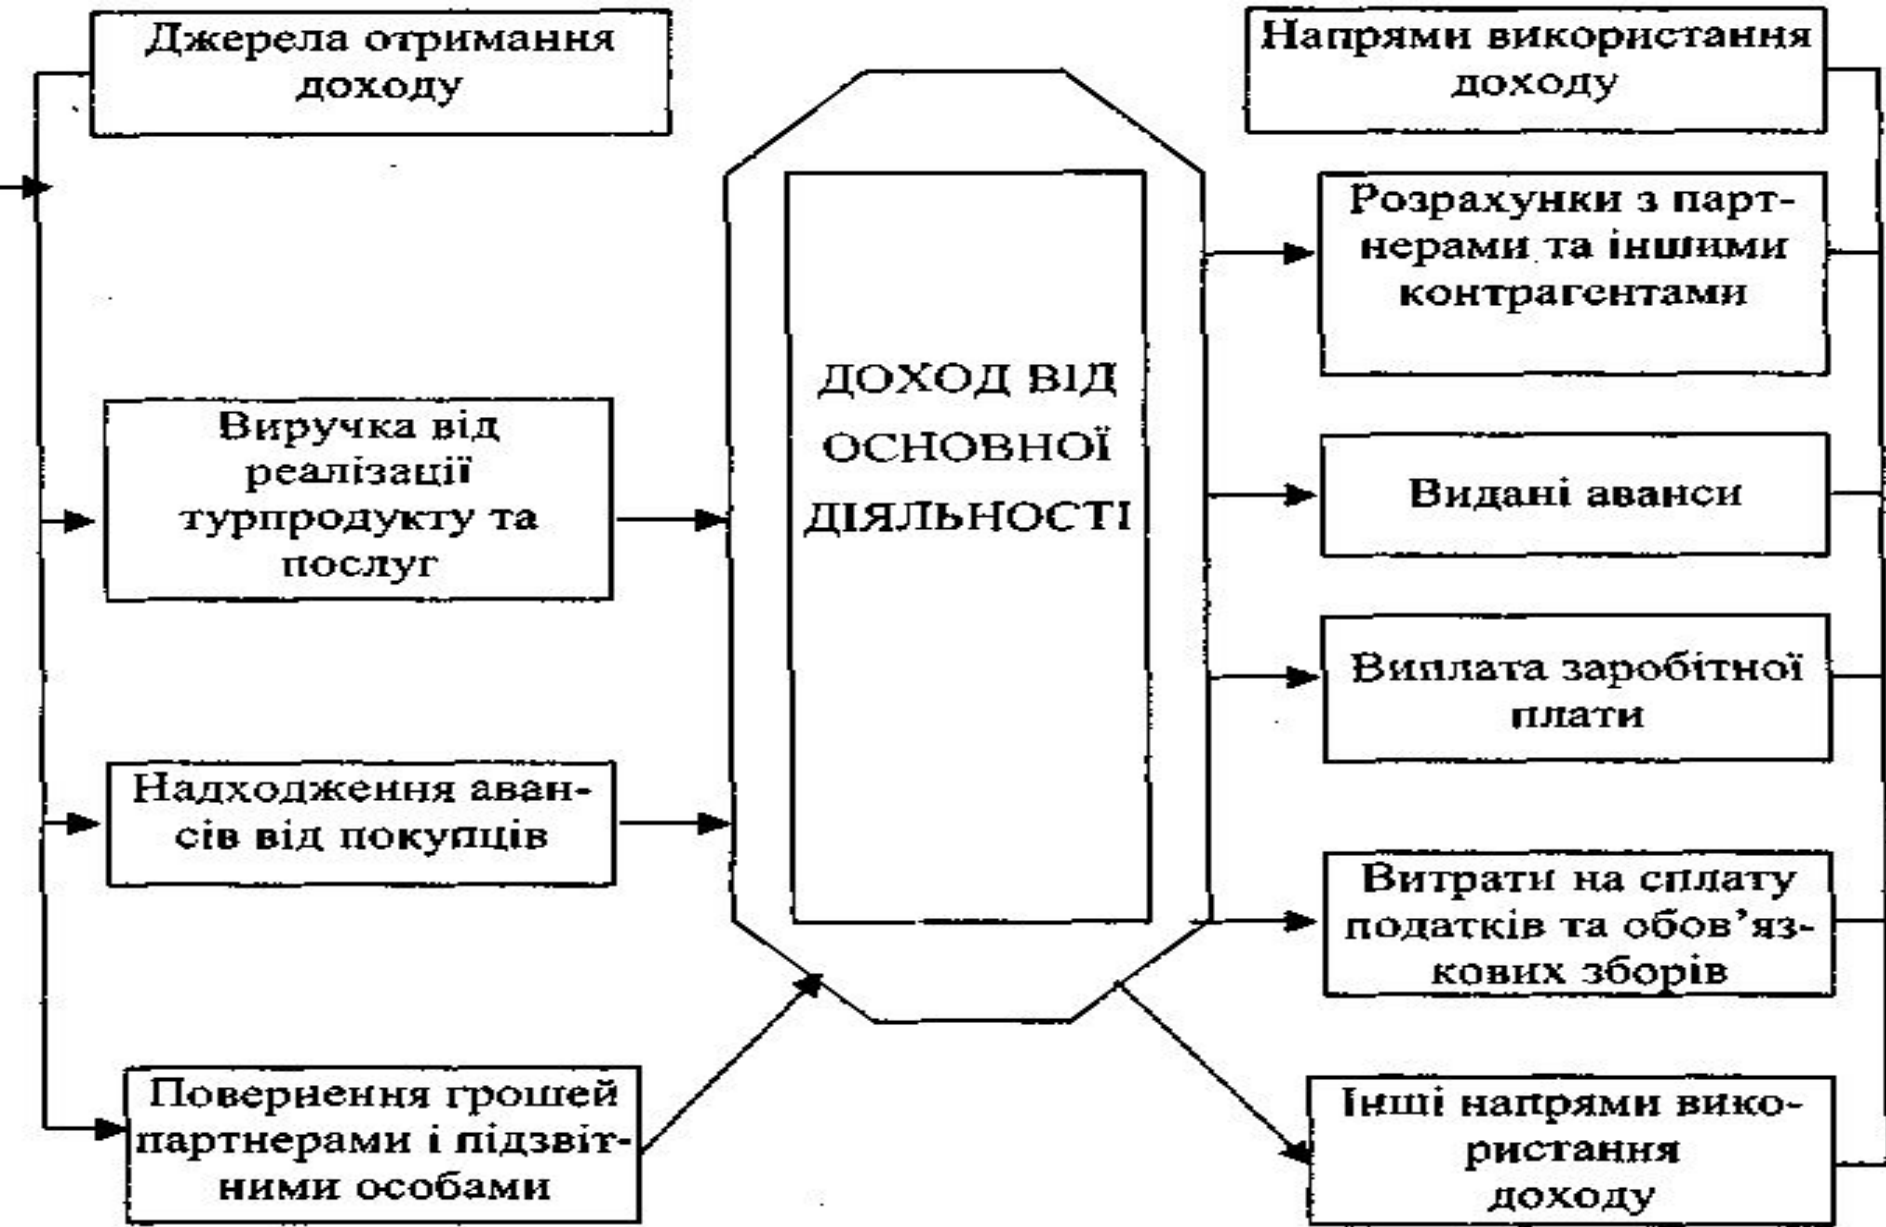 Джерела отримання
доходу
Виручка від
реалізації
турпродукту та
послуг
Надходження аван-
сів від покупців
Повернення грошей
партнерами і підзвіт-
ними особами
ДОХОД ВІД
ОСНОВНОЇ
ДІЯЛЬНОСТІ
Напрями використання
доходу
Розрахунки з парт-
нерами та іншими
контрагентами
Видані аванси
Виплата заробітної
плати
Витрати на сплату
податків та обов’яз-
кових зборів
Інші напрями вико-
ристання
доходу